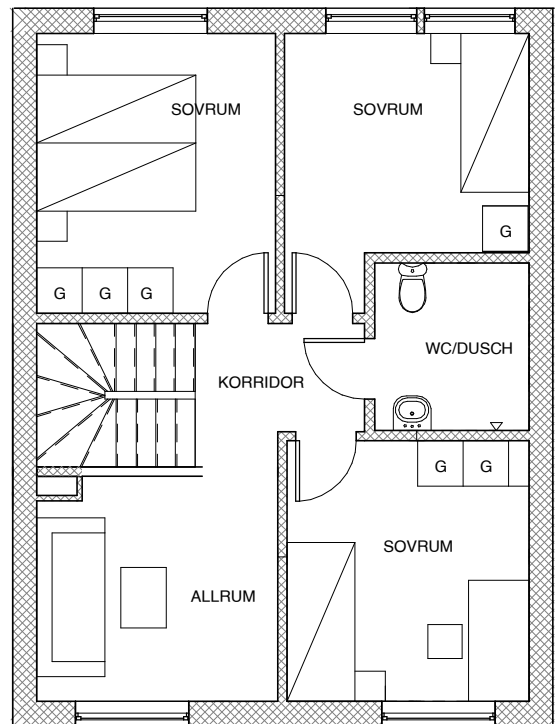 SOVRUM
SOVRUM
G
G G G
WC/DUSCH
KORRIDOR
G G
SOVRUM
ALLRUM